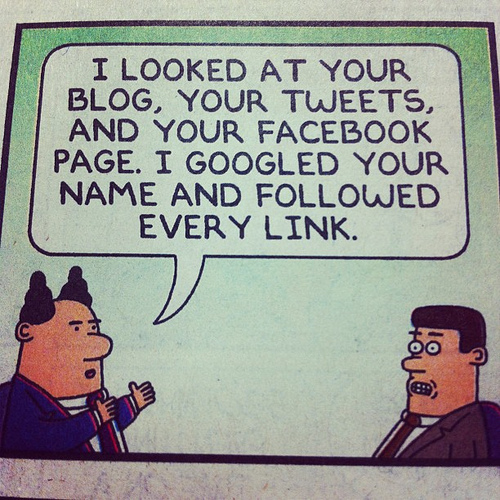 I LOOKED AT YOUR
BLOG, YOUR TWEETS,
AND YOUR FACEBOOK
PAGE. I GOOGLED YOUR
NAME AND FOLLOWED
EVERY LINK.